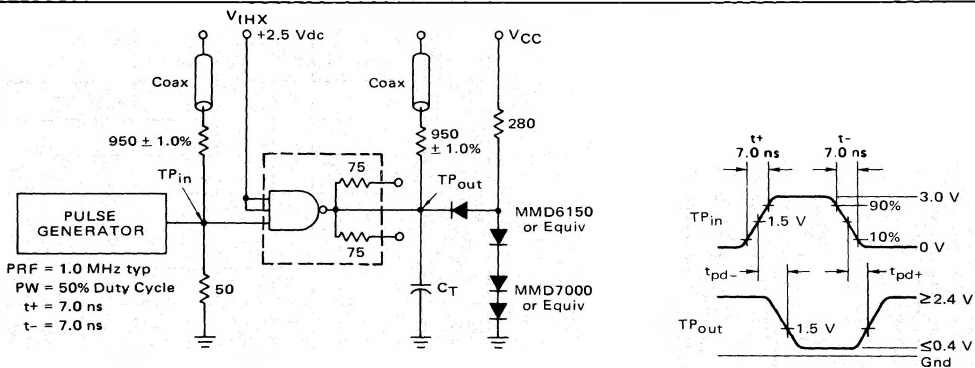 VIHX
+2.5 Vdc
VCC
Coax
Coax
280
950 ± 1.0%
950
± 1.0%
75
TPin
TPout
PULSE
GENERATOR
75
MMD6150
or Equiv
PRF = 1.0 MHz typ
PW = 50% Duty Cycle
t+ = 7.0 ns
t− = 7.0 ns
50
CT
MMD7000
or Equiv
t+
7.0 ns
t−
7.0 ns
3.0 V
90%
TPin
1.5 V
10%
0 V
tpd−
tpd+
≥2.4 V
TPout
1.5 V
≤0.4 V
Gnd